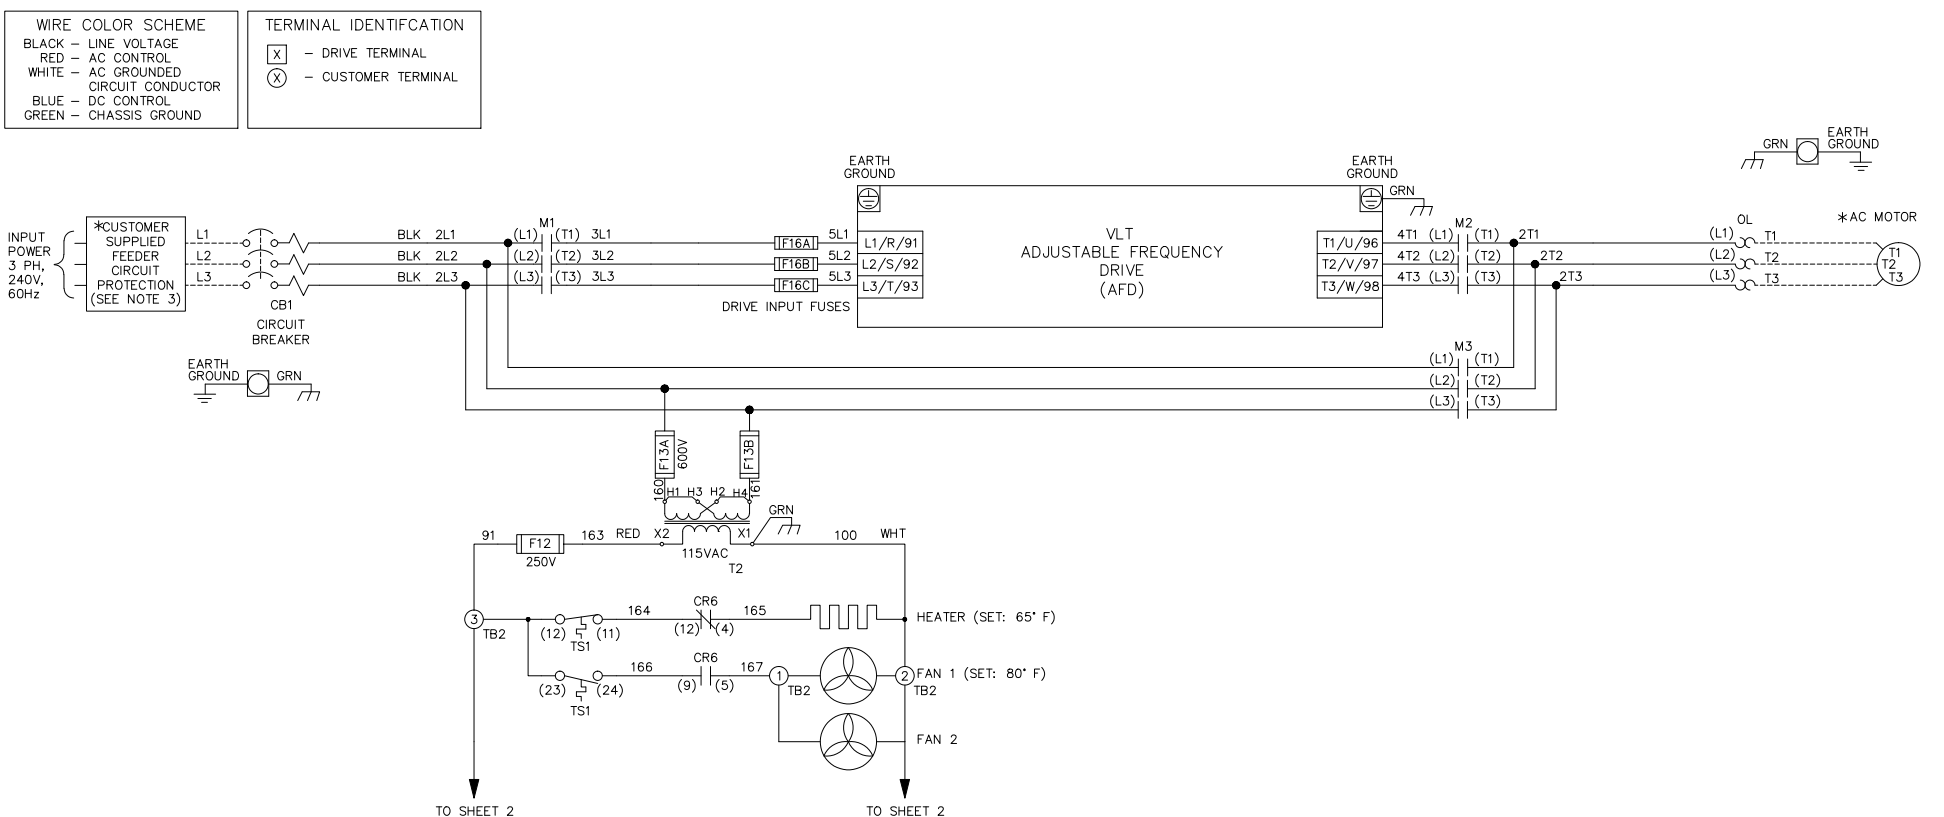 WIRE COLOR SCHEME
BLACK – LINE VOLTAGE
RED – AC CONTROL
WHITE – AC GROUNDED
CIRCUIT CONDUCTOR
BLUE – DC CONTROL
GREEN – CHASSIS GROUND
TERMINAL IDENTIFCATION
X – DRIVE TERMINAL
X – CUSTOMER TERMINAL
INPUT
POWER
3 PH,
240V,
60Hz
*CUSTOMER
SUPPLIED
FEEDER
CIRCUIT
PROTECTION
(SEE NOTE 3)
L1
L2
L3
CB1
CIRCUIT
BREAKER
EARTH
GROUND
GRN
BLK 2L1
BLK 2L2
BLK 2L3
M1
(L1) (T1) 3L1
(L2) (T2) 3L2
(L3) (T3) 3L3
F16A 5L1
F16B 5L2
F16C 5L3
DRIVE INPUT FUSES
EARTH
GROUND
L1/R/91
L2/S/92
L3/T/93
VLT
ADJUSTABLE FREQUENCY
DRIVE
(AFD)
EARTH
GROUND
GRN
T1/U/96
T2/V/97
T3/W/98
M2
4T1 (L1) (T1) 2T1
4T2 (L2) (T2) 2T2
4T3 (L3) (T3) 2T3
M3
(L1) (T1)
(L2) (T2)
(L3) (T3)
GRN
EARTH
GROUND
OL
(L1) T1
(L2) T2
(L3) T3
*AC MOTOR
T1
T2
T3
F13A
600V
F13B
160
161
H1 H3 H2 H4
GRN
91
F12
250V
163 RED X2
X1 100 WHT
115VAC
T2
3
TB2
(12) (11)
TS1
164
CR6
(12) (4)
165
HEATER (SET: 65° F)
(23) (24)
TS1
166
CR6
(9) (5)
167
1
TB2
2
TB2
FAN 1 (SET: 80° F)
FAN 2
TO SHEET 2
TO SHEET 2